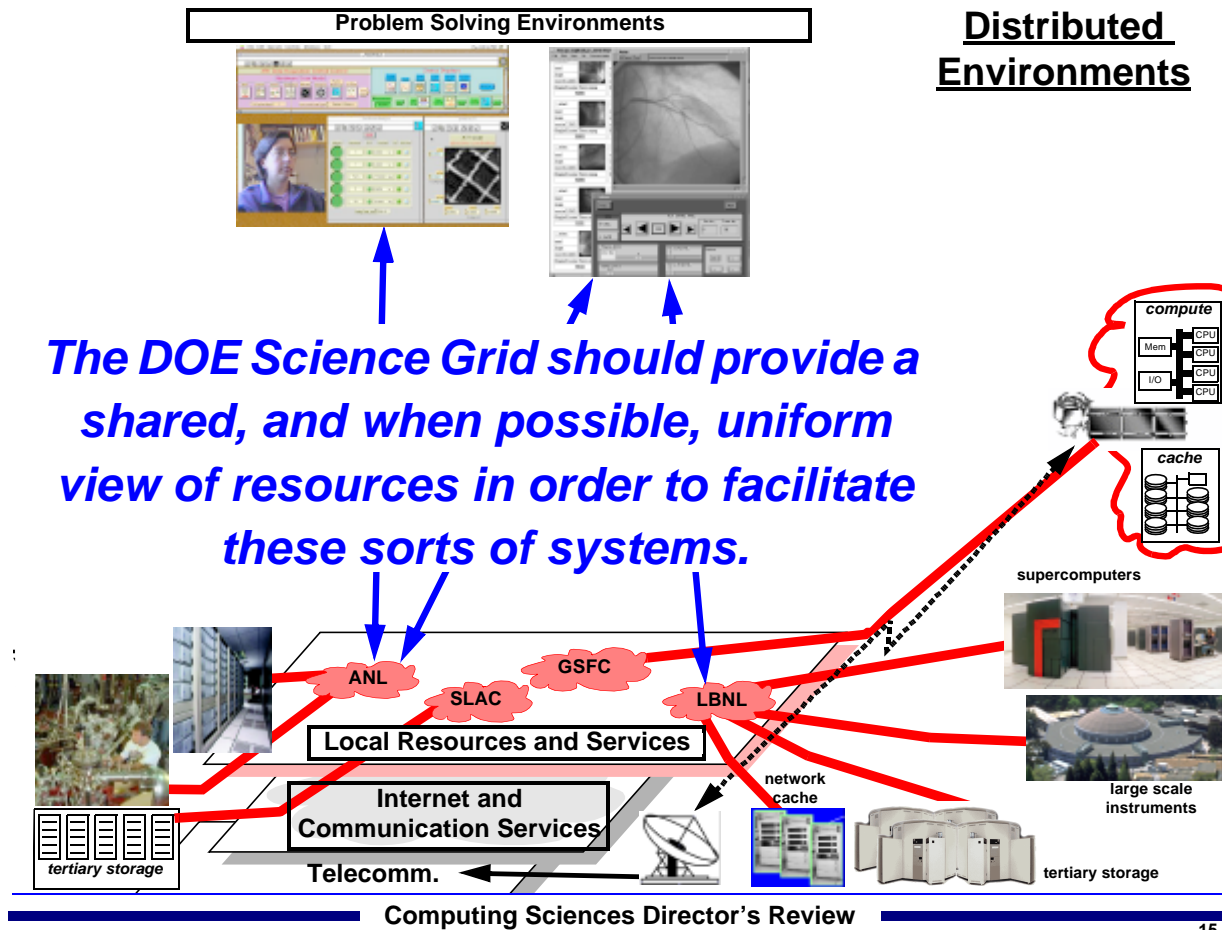 Problem Solving Environments
Distributed
Environments
The DOE Science Grid should provide a
shared, and when possible, uniform
view of resources in order to facilitate
these sorts of systems.
compute
Mem
I/O
CPU
CPU
CPU
CPU
cache
supercomputers
ANL
SLAC
GSFC
LBNL
Local Resources and Services
large scale
instruments
network
cache
Internet and
Communication Services
tertiary storage
tertiary storage
Telecomm.
Computing Sciences Director's Review
15